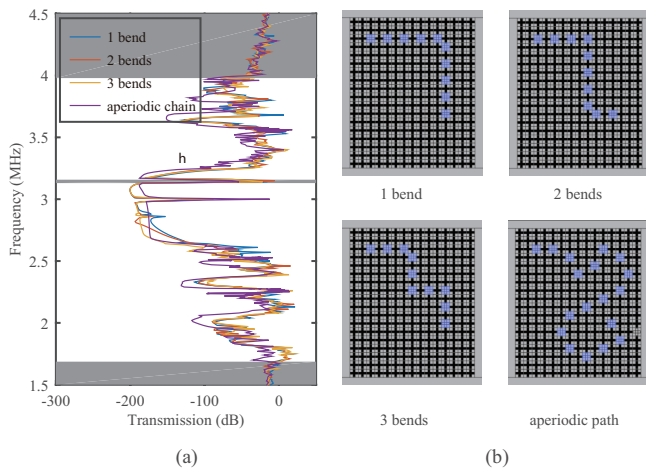 4.5
4
3.5
3
2.5
2
1.5
Frequency (MHz)
1 bend
2 bends
3 bends
aperiodic chain
h
-300
-200
-100
0
Transmission (dB)
(a)
1 bend
2 bends
3 bends
aperiodic path
(b)